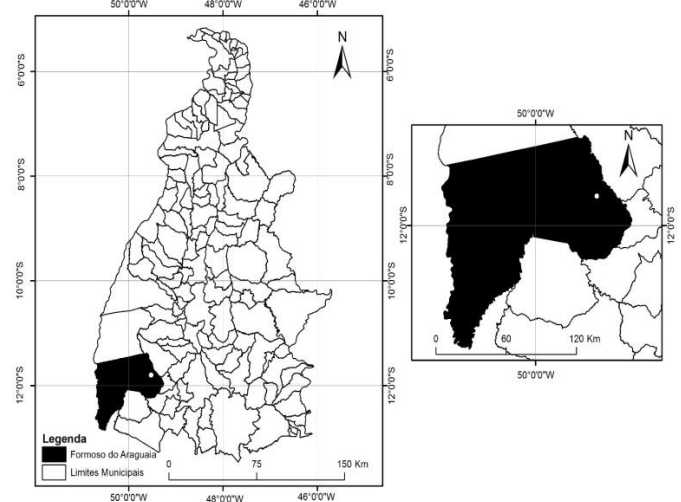 50°0'0"W 48°0'0"W 46°0'0"W
N
6°0'0"S 6°0'0"S
8°0'0"S 8°0'0"S
10°0'0"S 10°0'0"S
12°0'0"S 12°0'0"S
Legenda
Formoso do Araguaia
Limites Municipais
0 75 150 Km
50°0'0"W 48°0'0"W 46°0'0"W
50°0'0"W
N
12°0'0"S 12°0'0"S
0 60 120 Km
50°0'0"W